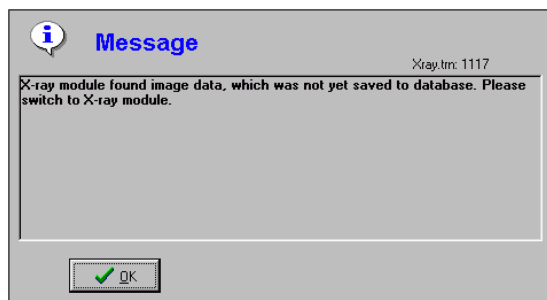 Message
Xray.trn: 1117
X-ray module found image data, which was not yet saved to database. Please
switch to X-ray module.
OK